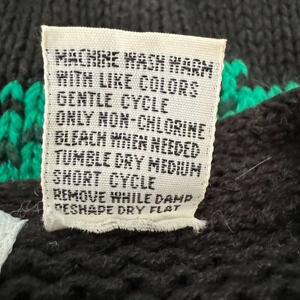 MACHINE WASH WARM
WITH LIKE COLORS
GENTLE CYCLE
ONLY NON-CHLORINE
BLEACH WHEN NEEDED
TUMBLE DRY MEDIUM
SHORT CYCLE
REMOVE WHILE DAMP
RESHAPE DRY FLAT